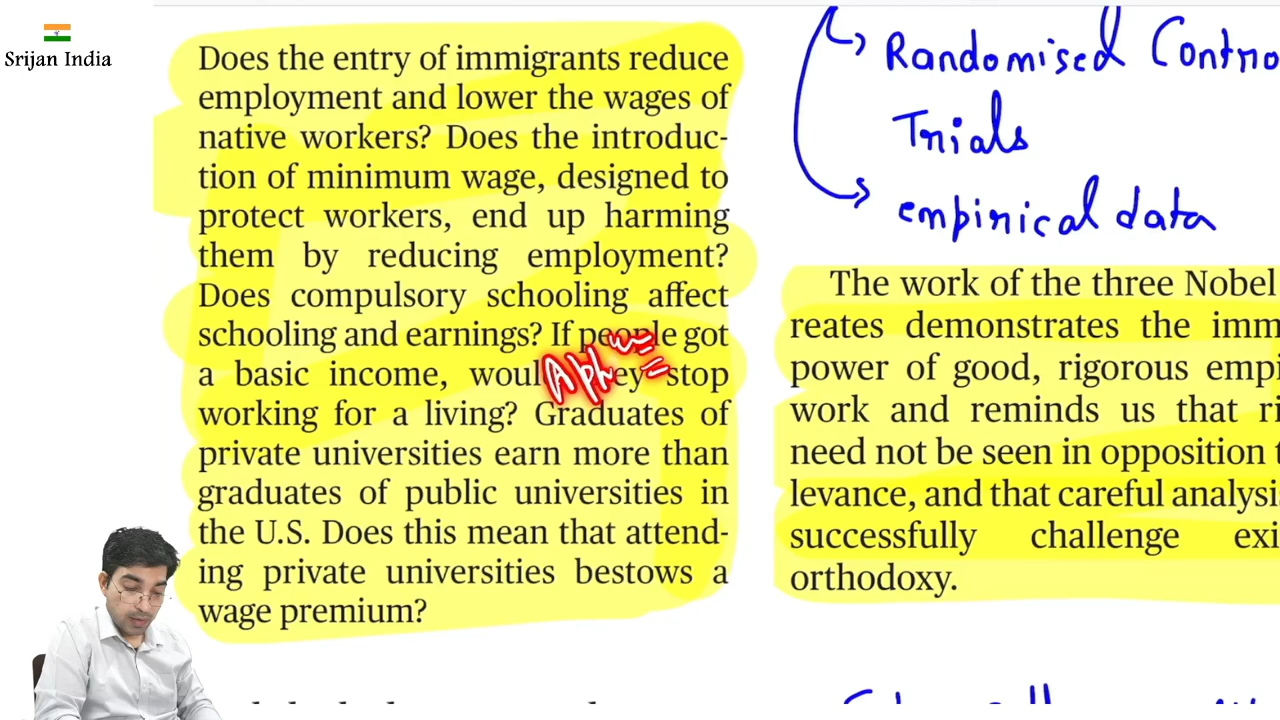 Srijan India
Does the entry of immigrants reduce
employment and lower the wages of
native workers? Does the introduc-
tion of minimum wage, designed to
protect workers, end up harming
them by reducing employment?
Does compulsory schooling affect
schooling and earnings? If people got
a basic income, would they stop
working for a living? Graduates of
private universities earn more than
graduates of public universities in
the U.S. Does this mean that attend-
ing private universities bestows a
wage premium?
Randomised Contro
Trials
empirical data
The work of the three Nobel
reates demonstrates the imm
power of good, rigorous empi
work and reminds us that ri
need not be seen in opposition t
levance, and that careful analysi
successfully challenge exi
orthodoxy.